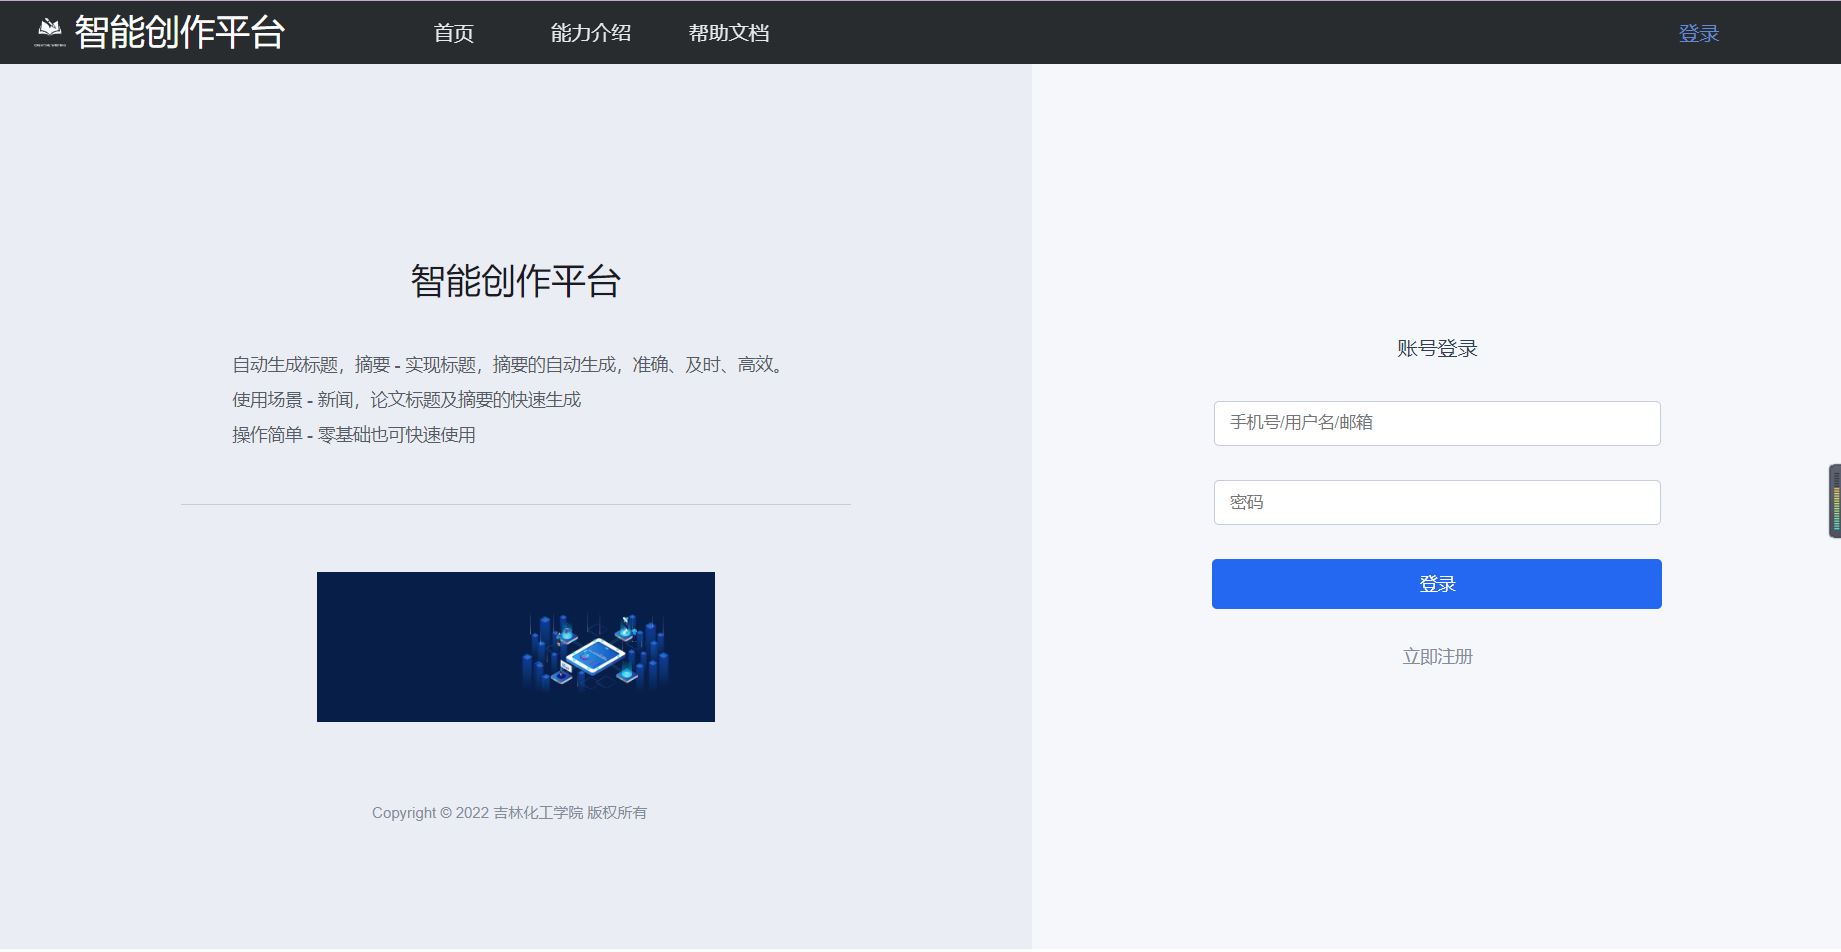 智能创作平台
首页
能力介绍
帮助文档
登录
智能创作平台
自动生成标题，摘要 - 实现标题，摘要的自动生成，准确、及时、高效。
使用场景 - 新闻，论文标题及摘要的快速生成
操作简单 - 零基础也可快速使用
Copyright © 2022 吉林化工学院 版权所有
账号登录
手机号/用户名/邮箱
密码
登录
立即注册